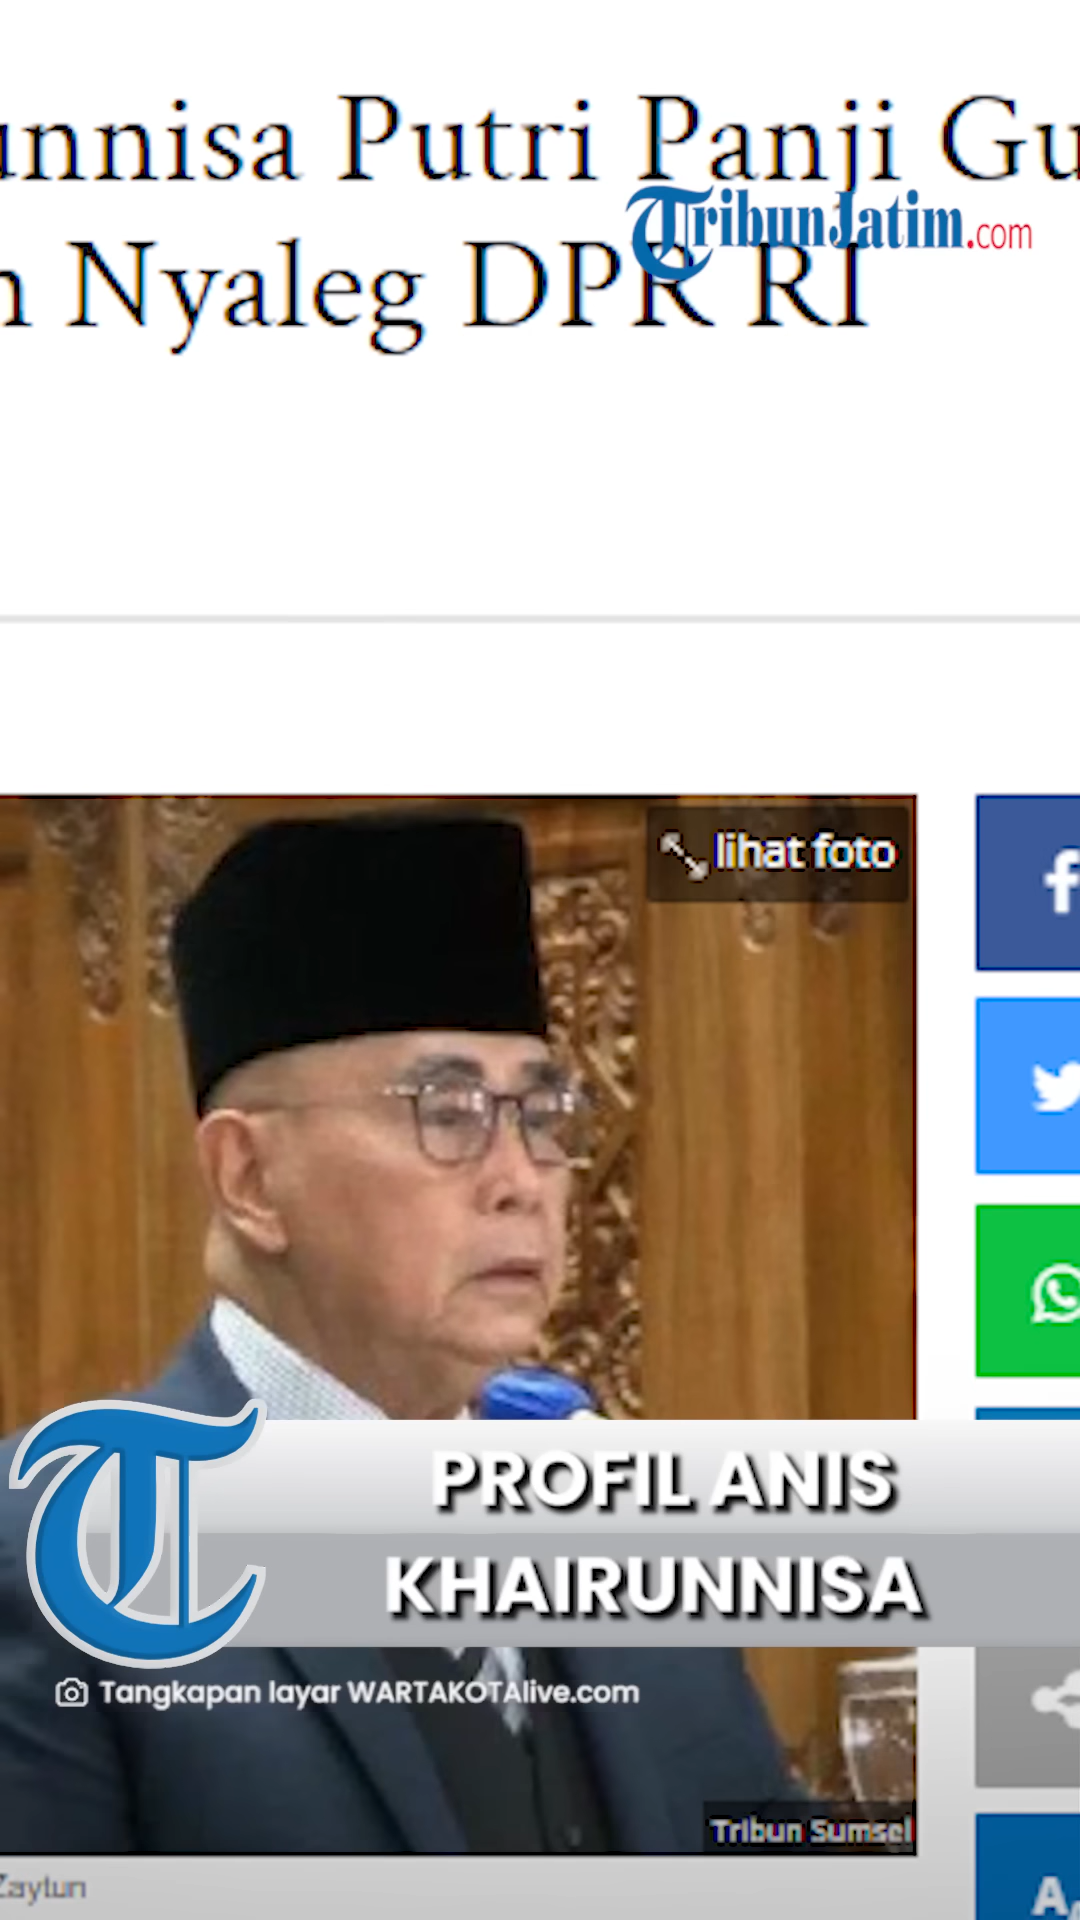 unnisa Putri Panji Gu
TribunJatim.com
n Nyaleg DPR RI
lihat foto
PROFIL ANIS
KHAIRUNNISA
Tangkapan layar WARTAKOTAlive.com
Tribun Sumsel
Zaytun
A